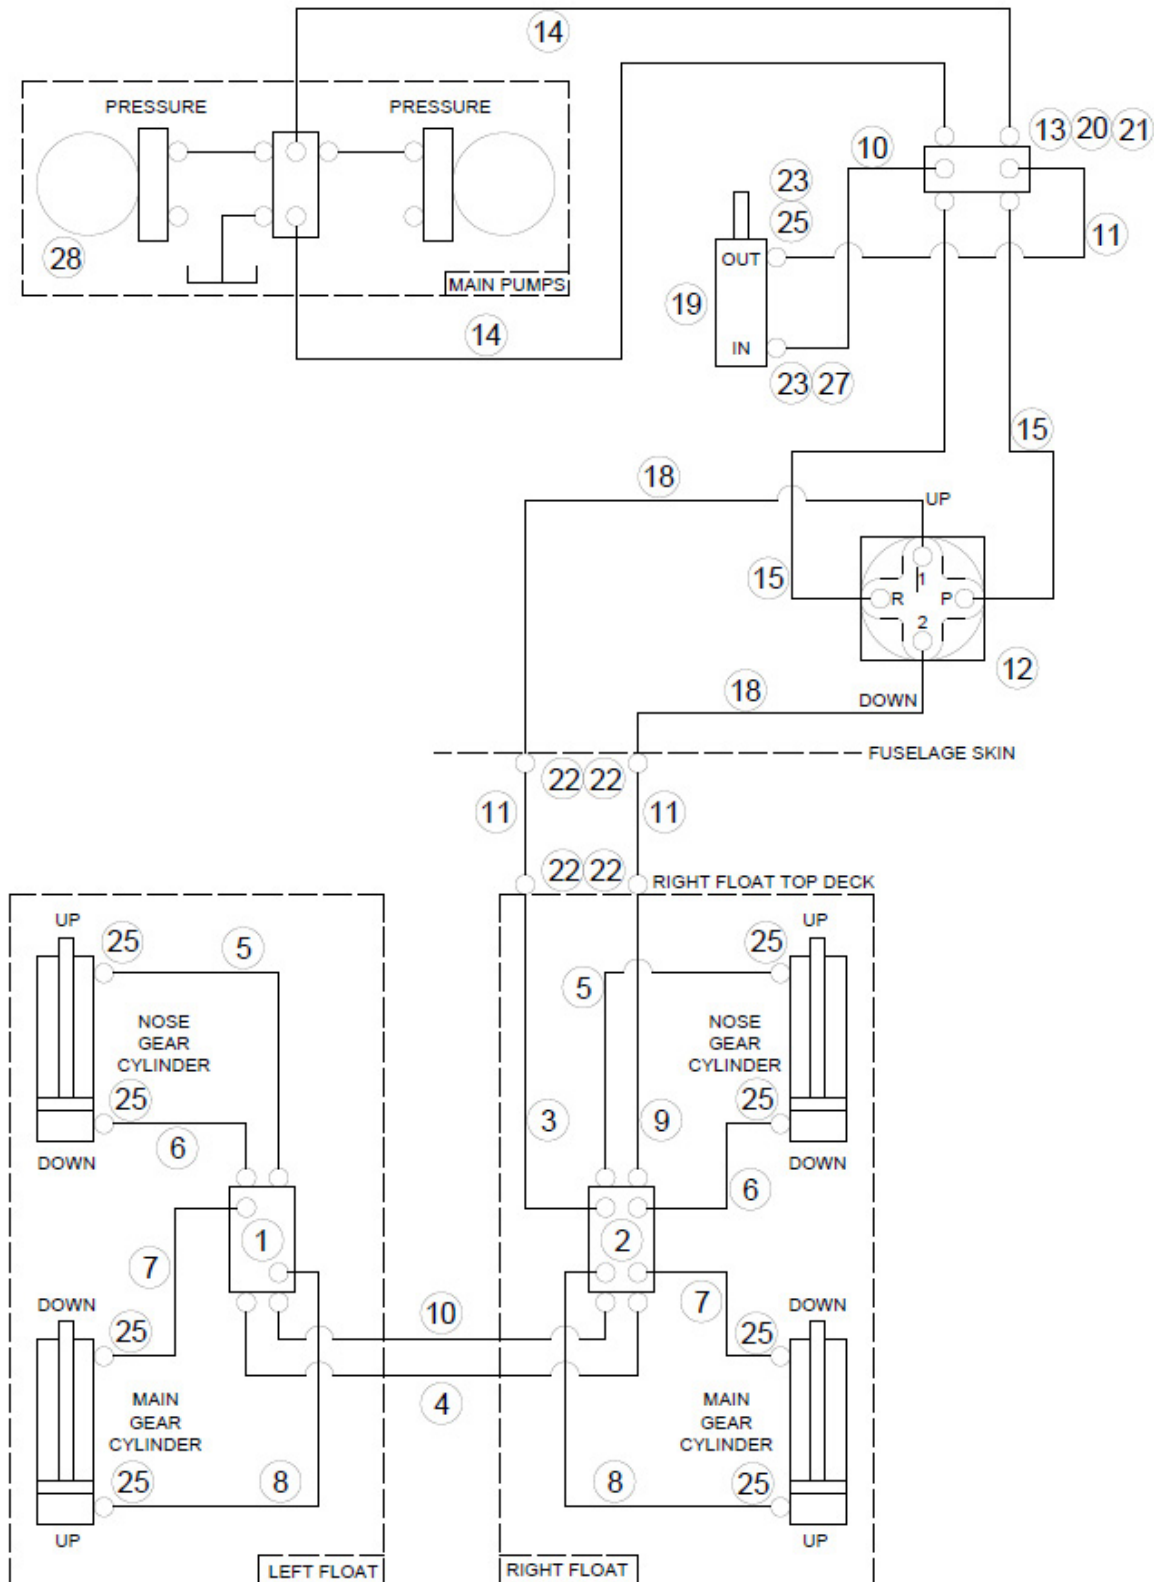 14
PRESSURE PRESSURE
13 20 21
10
23
25
11
28
OUT
MAIN PUMPS
19
14
IN
23 27
15
18
UP
15
1
R P
2
12
18
DOWN
FUSELAGE SKIN
22 22
11 11
22 22
RIGHT FLOAT TOP DECK
UP UP
25 5 25
5
NOSE
GEAR
CYLINDER
NOSE
GEAR
CYLINDER
25 25
6 3 9
DOWN DOWN
6
1 2
7
DOWN 10 7 DOWN
25 25
4
MAIN
GEAR
CYLINDER
MAIN
GEAR
CYLINDER
25 8 8 25
UP UP
LEFT FLOAT RIGHT FLOAT